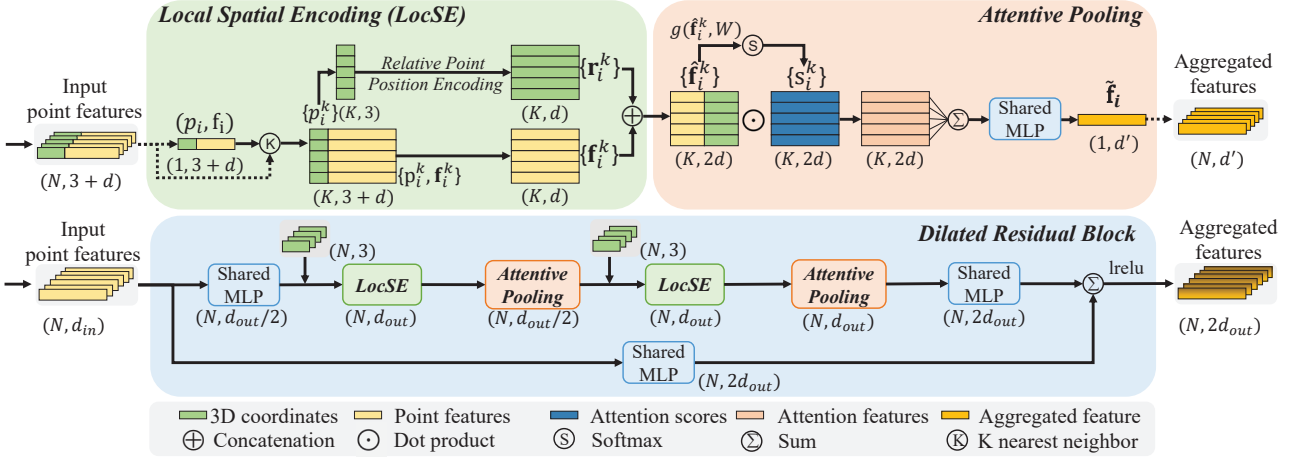 Local Spatial Encoding (LocSE)
Attentive Pooling
Input
point features
(N, 3 + d)
(p_i, f_i)
(1, 3 + d)
K
{p_i^k}(K, 3)
Relative Point
Position Encoding
(K, d)
{r_i^k}
(K, 3 + d)
{p_i^k, f_i^k}
(K, d)
{f_i^k}
g(f̂_i^k, W)
S
{f̂_i^k}
{s_i^k}
(K, 2d)
(K, 2d)
(K, 2d)
Σ
Shared
MLP
f̃_i
(1, d')
Aggregated
features
(N, d')
Dilated Residual Block
Input
point features
(N, d_in)
Shared
MLP
(N, d_out/2)
(N, 3)
LocSE
(N, d_out)
Attentive
Pooling
(N, d_out/2)
(N, 3)
LocSE
(N, d_out)
Attentive
Pooling
(N, d_out)
Shared
MLP
(N, 2d_out)
Σ
lrelu
Shared
MLP
(N, 2d_out)
Aggregated
features
(N, 2d_out)
3D coordinates
Point features
Attention scores
Attention features
Aggregated feature
Concatenation
Dot product
S Softmax
Σ Sum
K K nearest neighbor